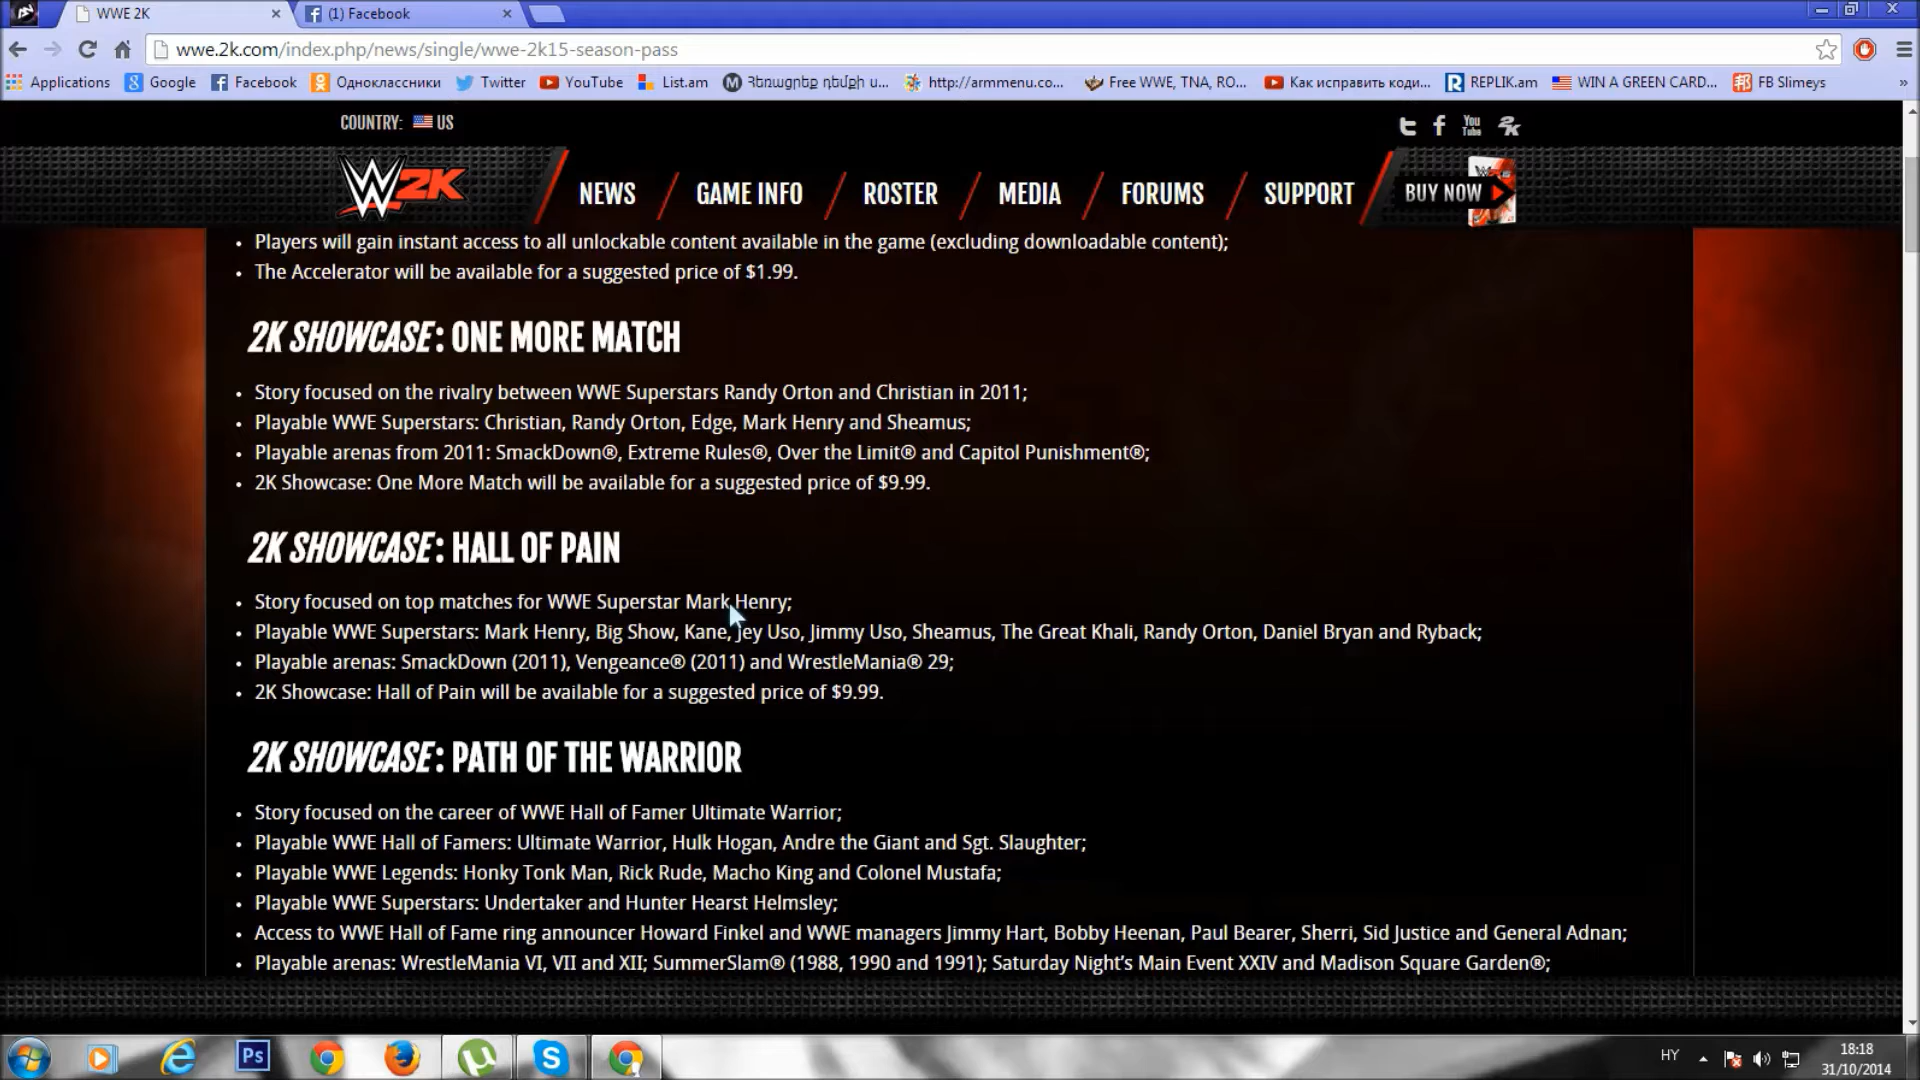 WWE 2K
(1) Facebook
wwe.2k.com/index.php/news/single/wwe-2k15-season-pass
Applications Google Facebook Одноклассники Twitter YouTube List.am Հեռացրեք դեմքի ս... http://armmenu.co... Free WWE, TNA, RO... Как исправить коди... REPLIK.am WIN A GREEN CARD... FB Slimeys »
COUNTRY: US
You Tube 2K
W2K NEWS GAME INFO ROSTER MEDIA FORUMS SUPPORT BUY NOW
• Players will gain instant access to all unlockable content available in the game (excluding downloadable content);
• The Accelerator will be available for a suggested price of $1.99.
2K SHOWCASE: ONE MORE MATCH
• Story focused on the rivalry between WWE Superstars Randy Orton and Christian in 2011;
• Playable WWE Superstars: Christian, Randy Orton, Edge, Mark Henry and Sheamus;
• Playable arenas from 2011: SmackDown®, Extreme Rules®, Over the Limit® and Capitol Punishment®;
• 2K Showcase: One More Match will be available for a suggested price of $9.99.
2K SHOWCASE: HALL OF PAIN
• Story focused on top matches for WWE Superstar Mark Henry;
• Playable WWE Superstars: Mark Henry, Big Show, Kane, Jey Uso, Jimmy Uso, Sheamus, The Great Khali, Randy Orton, Daniel Bryan and Ryback;
• Playable arenas: SmackDown (2011), Vengeance® (2011) and WrestleMania® 29;
• 2K Showcase: Hall of Pain will be available for a suggested price of $9.99.
2K SHOWCASE: PATH OF THE WARRIOR
• Story focused on the career of WWE Hall of Famer Ultimate Warrior;
• Playable WWE Hall of Famers: Ultimate Warrior, Hulk Hogan, Andre the Giant and Sgt. Slaughter;
• Playable WWE Legends: Honky Tonk Man, Rick Rude, Macho King and Colonel Mustafa;
• Playable WWE Superstars: Undertaker and Hunter Hearst Helmsley;
• Access to WWE Hall of Fame ring announcer Howard Finkel and WWE managers Jimmy Hart, Bobby Heenan, Paul Bearer, Sherri, Sid Justice and General Adnan;
• Playable arenas: WrestleMania VI, VII and XII; SummerSlam® (1988, 1990 and 1991); Saturday Night’s Main Event XXIV and Madison Square Garden®;
Ps
HY
18:18
31/10/2014